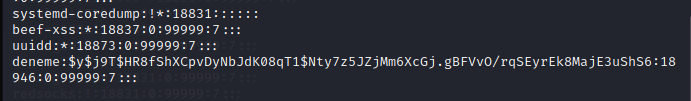 systemd-coredump:!*:18831::::::
beef-xss:*:18837:0:99999:7:::
uuidd:*:18873:0:99999:7:::
deneme:$y$j9T$HR8fShXCpvDyNbJdK08qT1$Nty7z5JZjMm6XcGj.gBFVvO/rqSEyrEk8MajE3uShS6:18
946:0:99999:7:::